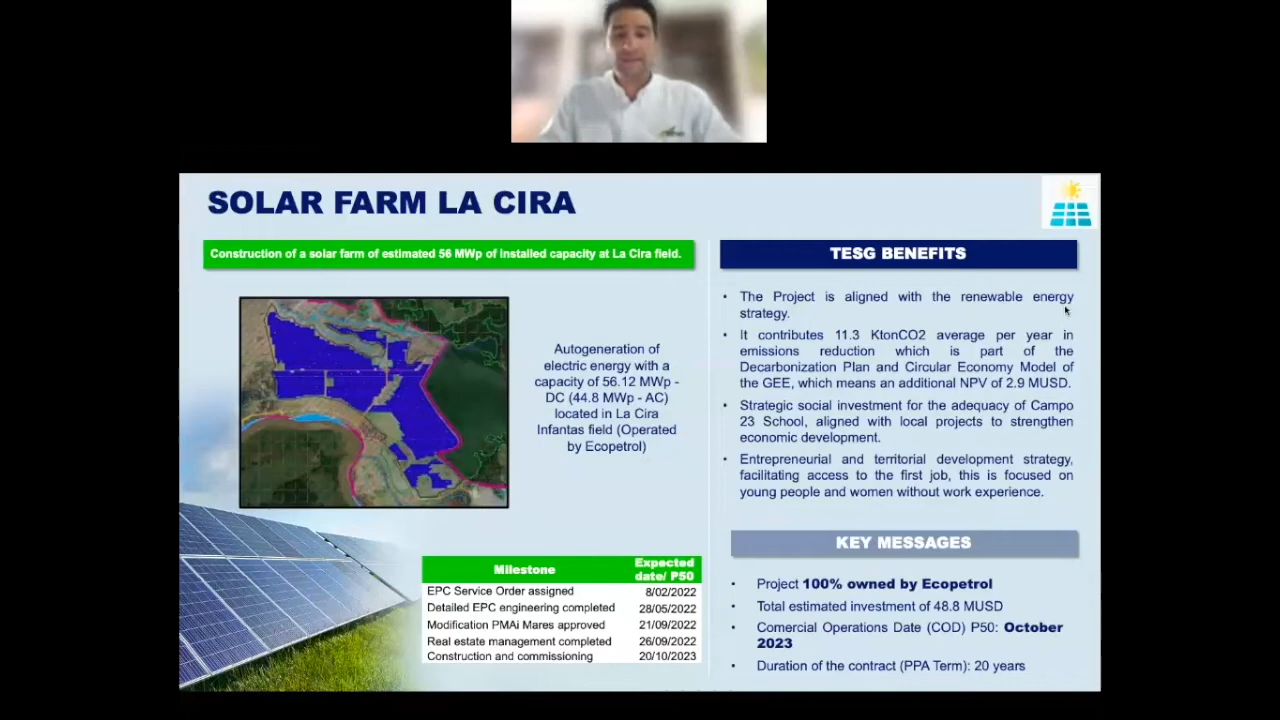 SOLAR FARM LA CIRA
Construction of a solar farm of estimated 56 MWp of installed capacity at La Cira field.
Autogeneration of
electric energy with a
capacity of 56.12 MWp -
DC (44.8 MWp - AC)
located in La Cira
Infantas field (Operated
by Ecopetrol)
Milestone Expected
date/ P50
EPC Service Order assigned 8/02/2022
Detailed EPC engineering completed 28/05/2022
Modification PMAi Mares approved 21/09/2022
Real estate management completed 26/09/2022
Construction and commissioning 20/10/2023
TESG BENEFITS
• The Project is aligned with the renewable energy
strategy.
• It contributes 11.3 KtonCO2 average per year in
emissions reduction which is part of the
Decarbonization Plan and Circular Economy Model of
the GEE, which means an additional NPV of 2.9 MUSD.
• Strategic social investment for the adequacy of Campo
23 School, aligned with local projects to strengthen
economic development.
• Entrepreneurial and territorial development strategy,
facilitating access to the first job, this is focused on
young people and women without work experience.
KEY MESSAGES
• Project 100% owned by Ecopetrol
• Total estimated investment of 48.8 MUSD
• Comercial Operations Date (COD) P50: October
2023
• Duration of the contract (PPA Term): 20 years